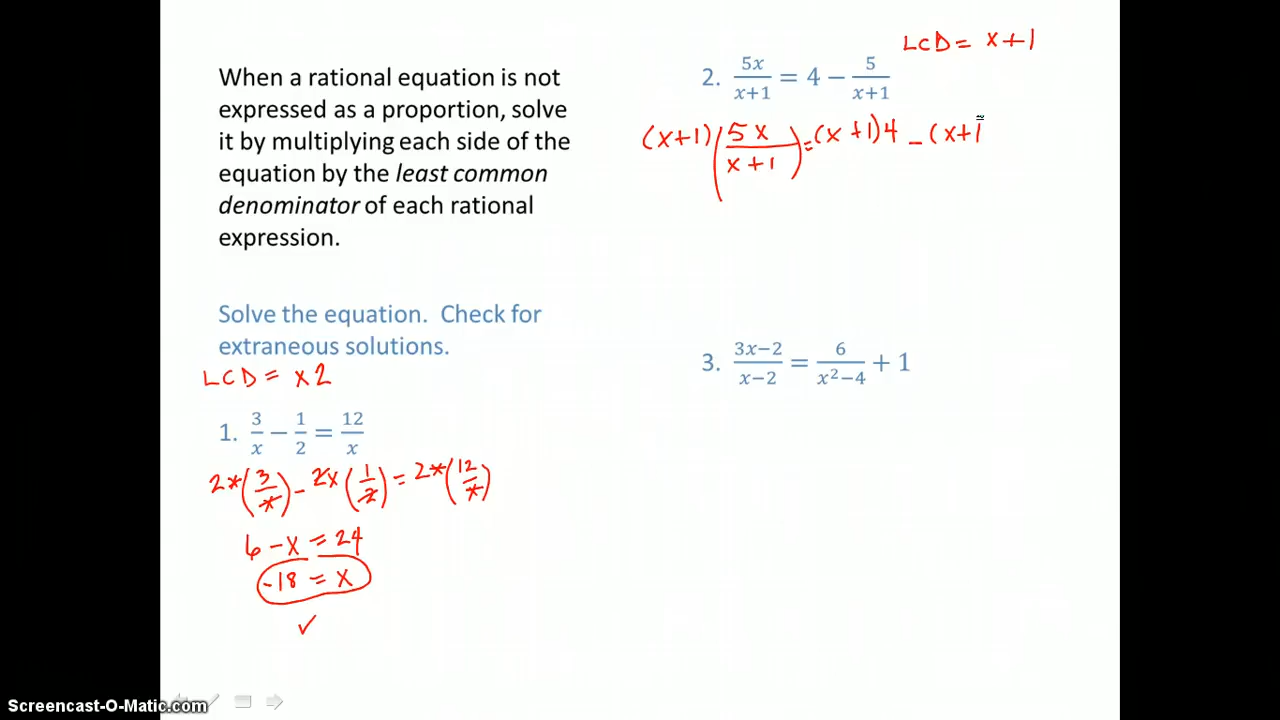 When a rational equation is not
expressed as a proportion, solve
it by multiplying each side of the
equation by the least common
denominator of each rational
expression.
Solve the equation. Check for
extraneous solutions.
LCD = x2
1. 3/x − 1/2 = 12/x
2x(3/x) − 2x(1/2) = 2x(12/x)
6 − x = 24
-18 = x
✓
LCD = x+1
2. 5x/x+1 = 4 − 5/x+1
(x+1)(5x/x+1) = (x+1)4 − (x+1
3. 3x−2/x−2 = 6/x²−4 + 1
Screencast-O-Matic.com